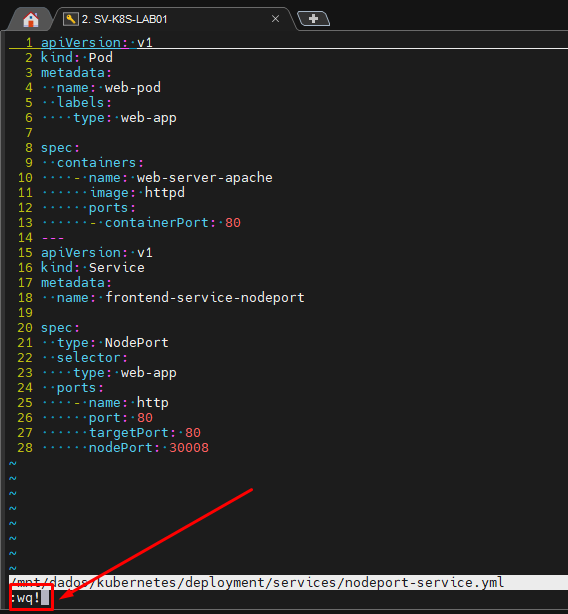 2. SV-K8S-LAB01
1 apiVersion: v1
2 kind: Pod
3 metadata:
4   name: web-pod
5   labels:
6     type: web-app
7
8 spec:
9   containers:
10     - name: web-server-apache
11       image: httpd
12       ports:
13       - containerPort: 80
14 ---
15 apiVersion: v1
16 kind: Service
17 metadata:
18   name: frontend-service-nodeport
19
20 spec:
21   type: NodePort
22   selector:
23     type: web-app
24   ports:
25     - name: http
26       port: 80
27       targetPort: 80
28       nodePort: 30008
~
~
~
~
~
~
~
~
/mnt/dados/kubernetes/deployment/services/nodeport-service.yml
:wq!